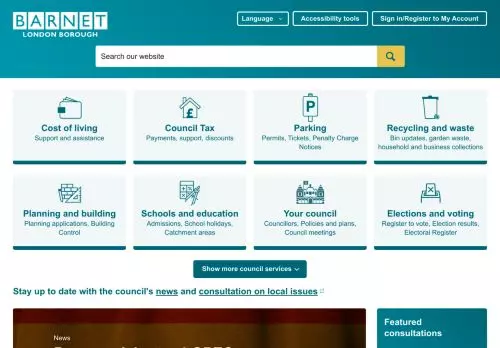 BARNET
LONDON BOROUGH
Language
Accessibility tools
Sign in/Register to My Account
Search our website
Cost of living
Support and assistance
Council Tax
Payments, support, discounts
Parking
Permits, Tickets, Penalty Charge
Notices
Recycling and waste
Bin updates, garden waste,
household and business collections
Planning and building
Planning applications, Building
Control
Schools and education
Admissions, School holidays,
Catchment areas
Your council
Councillors, Policies and plans,
Council meetings
Elections and voting
Register to vote, Election results,
Electoral Register
Show more council services
Stay up to date with the council's news and consultation on local issues
News
Featured
consultations